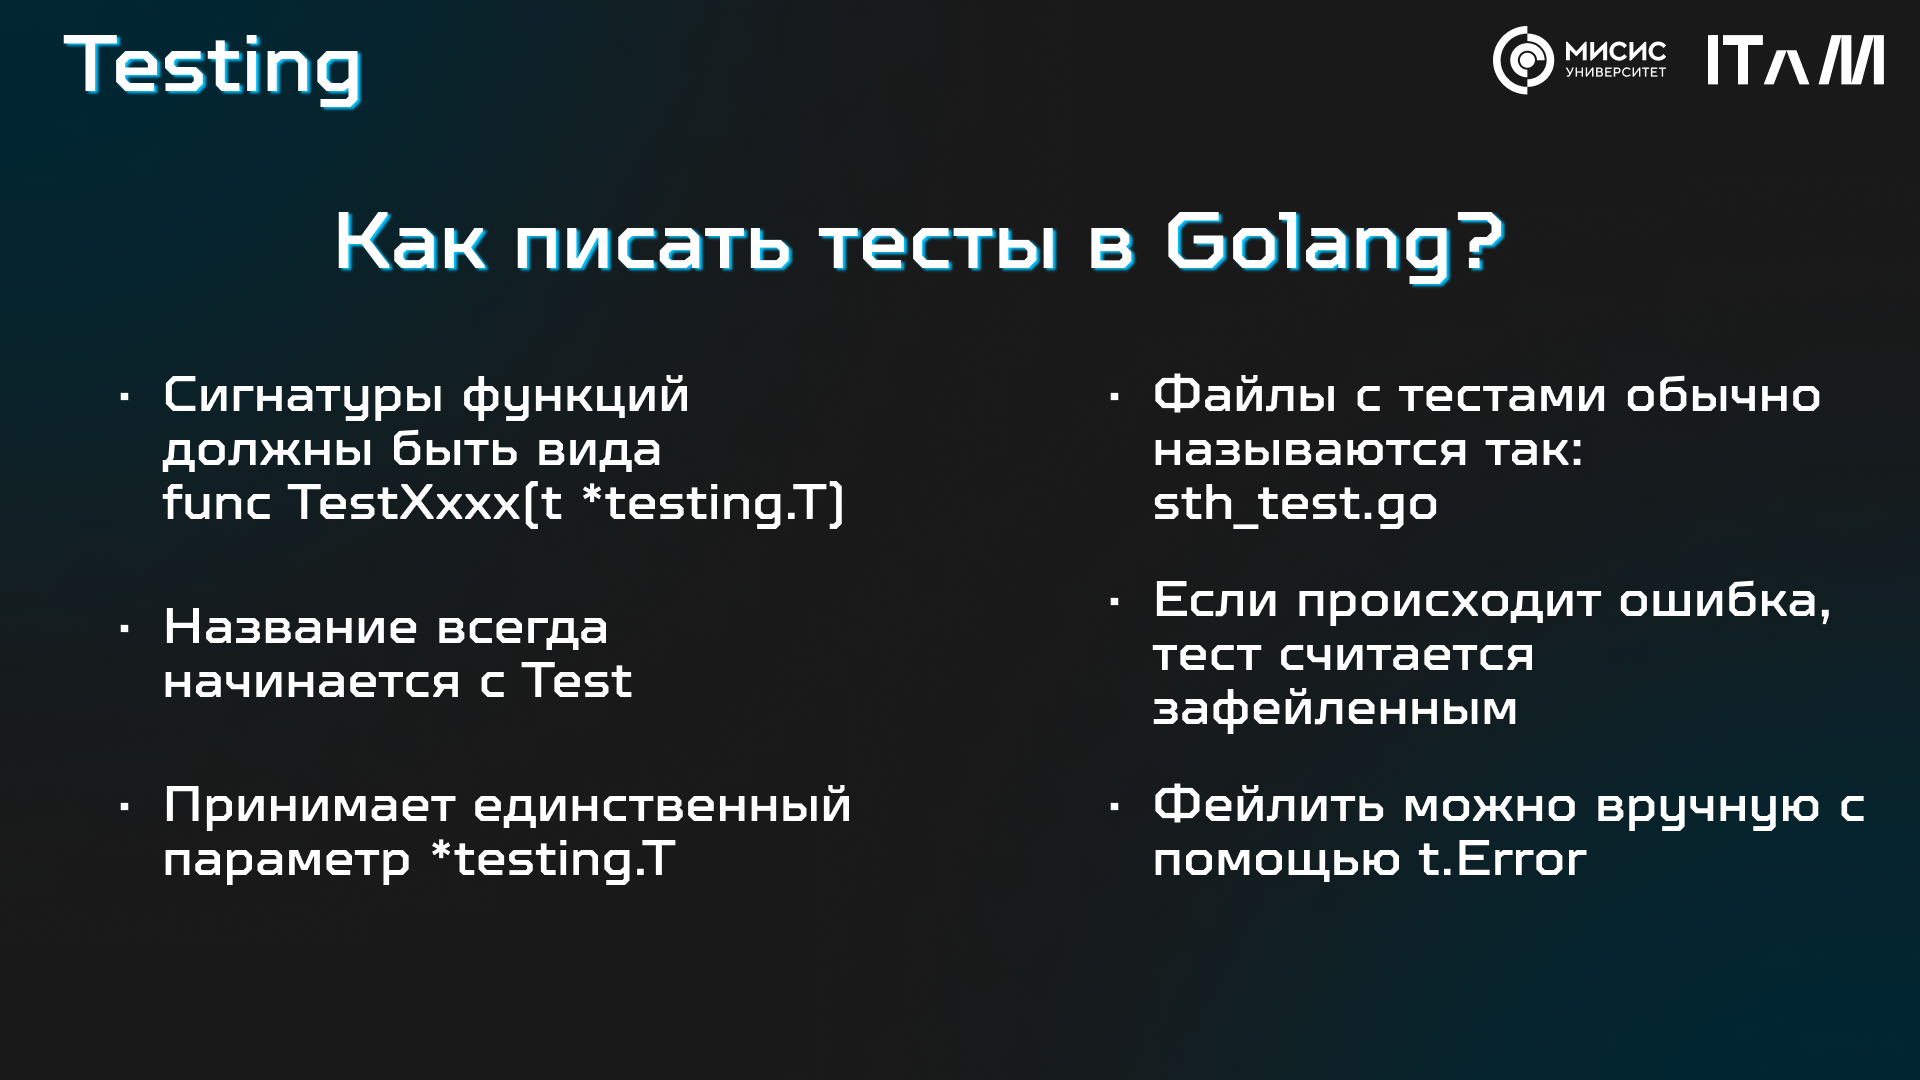 Testing
МИСИС
УНИВЕРСИТЕТ
ITAM
Как писать тесты в Golang?
· Сигнатуры функций
должны быть вида
func TestXxxx(t *testing.T)
· Название всегда
начинается с Test
· Принимает единственный
параметр *testing.T
· Файлы с тестами обычно
называются так:
sth_test.go
· Если происходит ошибка,
тест считается
зафейленным
· Фейлить можно вручную с
помощью t.Error